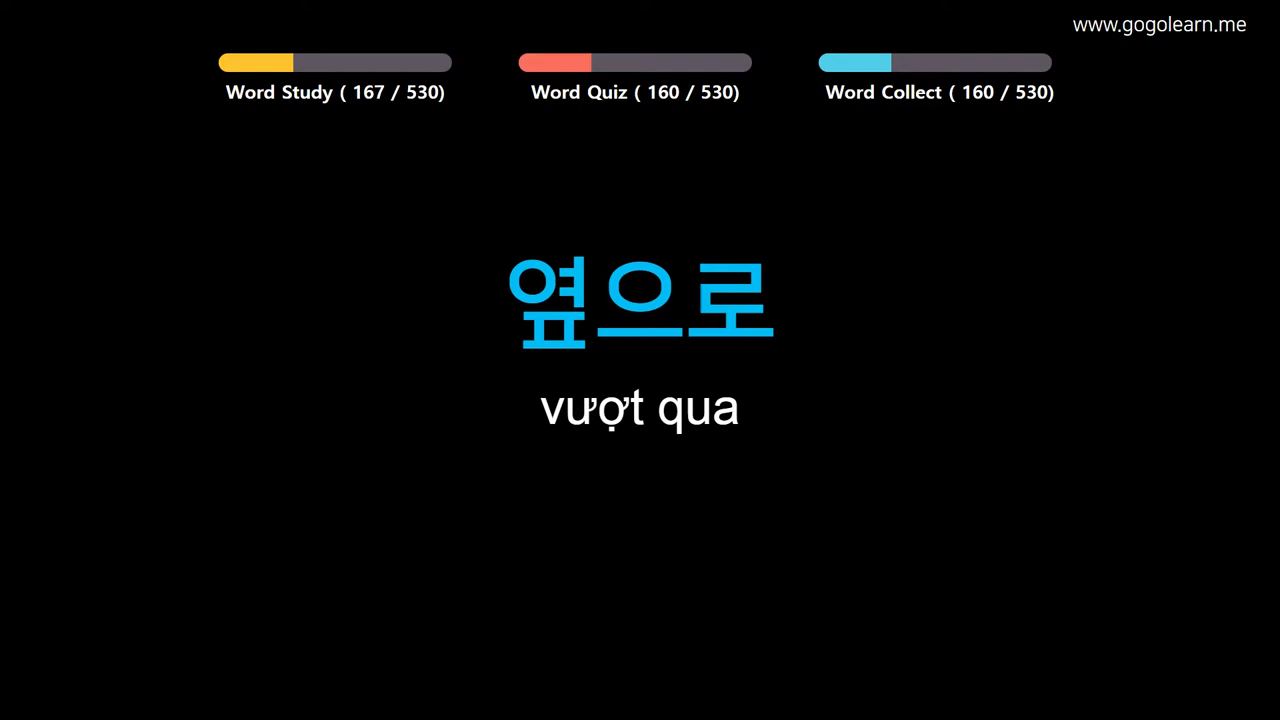 www.gogolearn.me
Word Study ( 167 / 530)
Word Quiz ( 160 / 530)
Word Collect ( 160 / 530)
옆으로
vượt qua